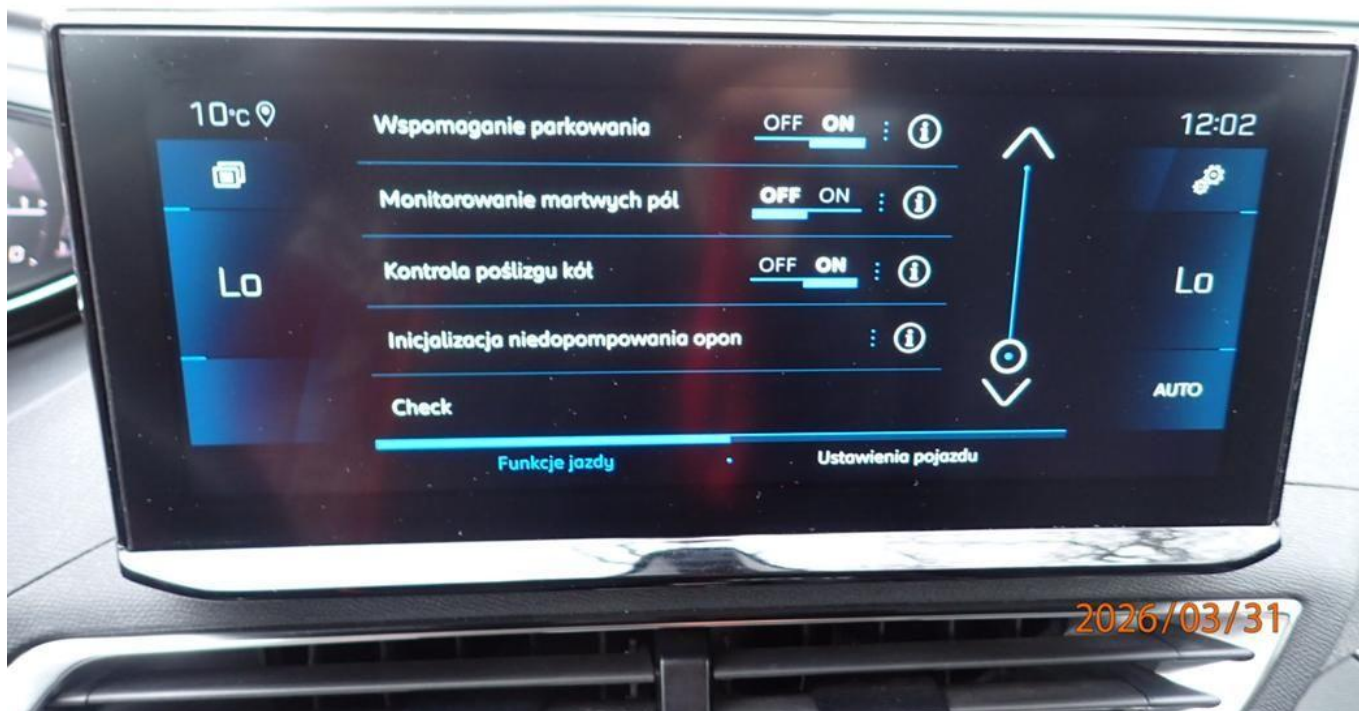 10°C
12:02
Wspomaganie parkowania OFF ON
Monitorowanie martwych pól OFF ON
Kontrola poślizgu kół OFF ON
Inicjalizacja niedopompowania opon
Check
Lo
Lo
AUTO
Funkcje jazdy
Ustawienia pojazdu
2026/03/31